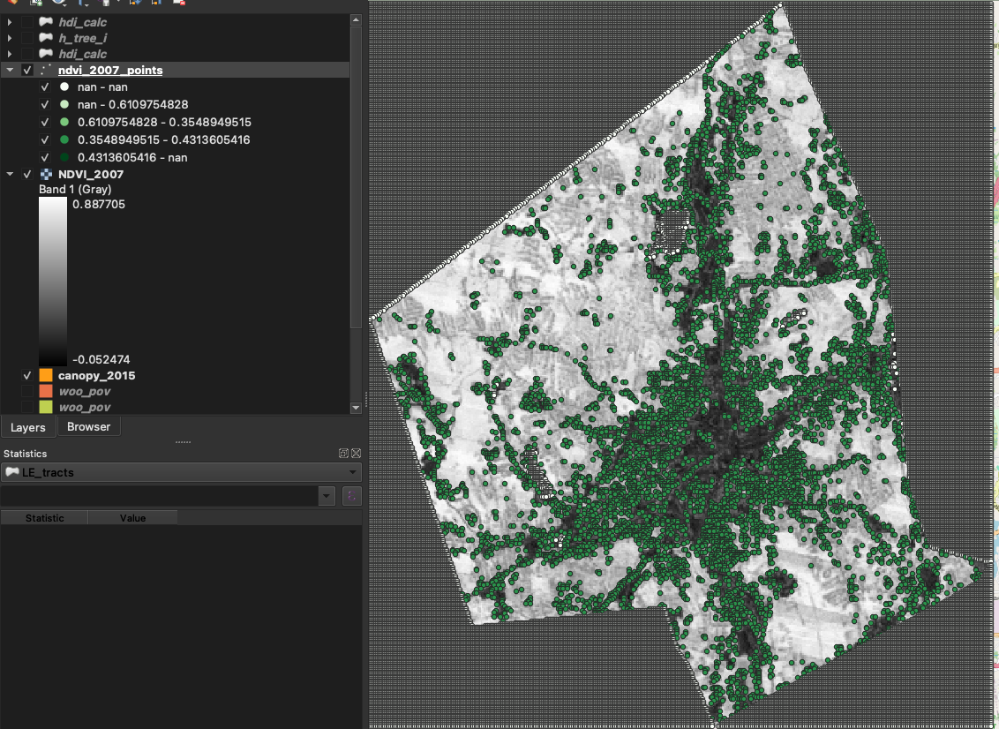 hdi_calc
h_tree_i
hdi_calc
ndvi_2007_points
nan - nan
nan - 0.6109754828
0.6109754828 - 0.3548949515
0.3548949515 - 0.4313605416
0.4313605416 - nan
NDVI_2007
Band 1 (Gray)
0.887705
-0.052474
canopy_2015
woo_pov
woo_pov
Layers
Browser
Statistics
LE_tracts
Statistic
Value